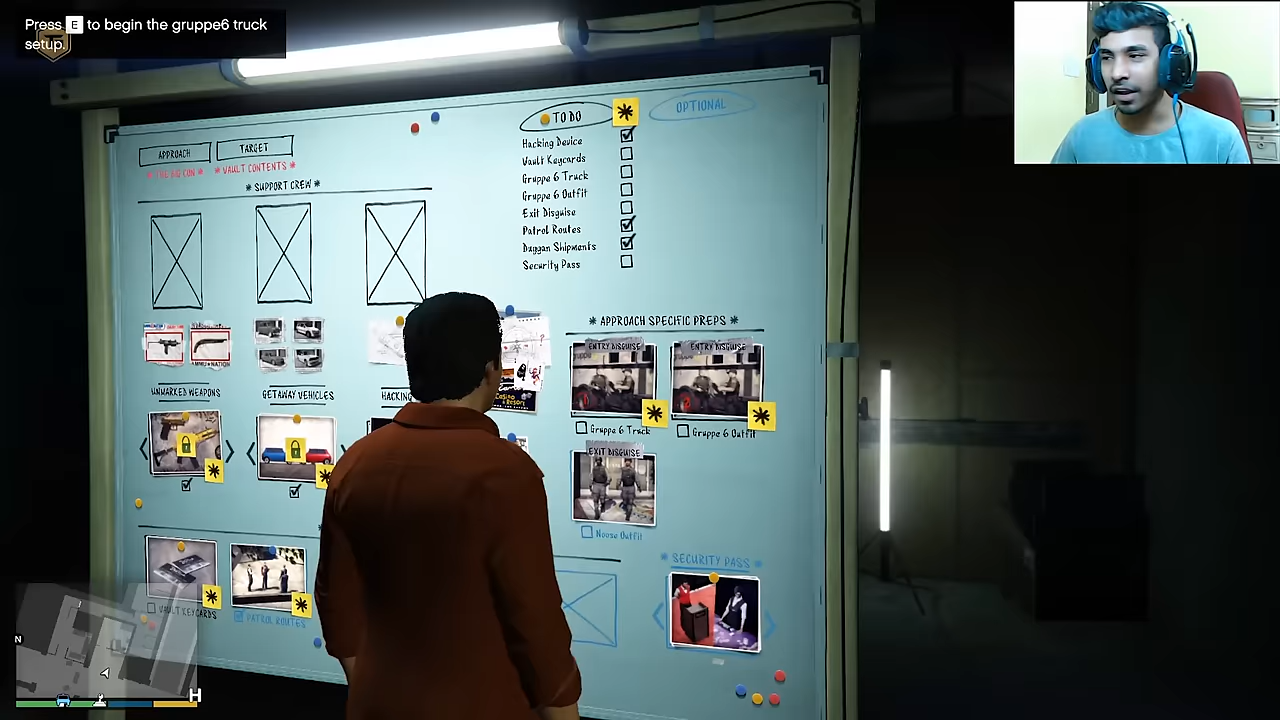 Press E to begin the gruppe6 truck
setup.
APPROACH
TARGET
* THE BIG CON *
* VAULT CONTENTS *
* SUPPORT CREW *
TO DO
OPTIONAL
Hacking Device
Vault Keycards
Gruppe 6 Truck
Gruppe 6 Outfit
Exit Disguise
Patrol Routes
Duggan Shipments
Security Pass
UNMARKED WEAPONS
GETAWAY VEHICLES
HACKING
* APPROACH SPECIFIC PREPS *
ENTRY DISGUISE
ENTRY DISGUISE
Gruppe 6 Truck
Gruppe 6 Outfit
EXIT DISGUISE
Noose Outfit
VAULT KEYCARDS
PATROL ROUTES
* SECURITY PASS *
N
H